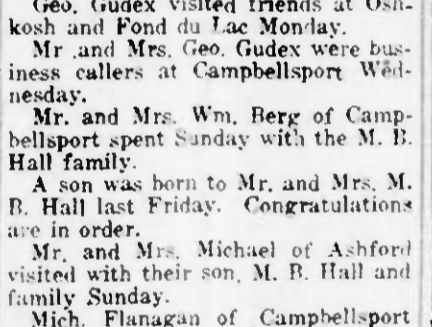 Geo. Gudex visited friends at Osh-
kosh and Fond du Lac Monday.
Mr .and Mrs. Geo. Gudex were bus-
iness callers at Campbellsport Wed-
nesday.
Mr. and Mrs. Wm. Berg of Camp-
bellsport spent Sunday with the M. B.
Hall family.
A son was born to Mr. and Mrs. M.
B. Hall last Friday. Congratulations
are in order.
Mr. and Mrs. Michael of Ashford
visited with their son, M. B. Hall and
family Sunday.
Mich. Flanagan of Campbellsport